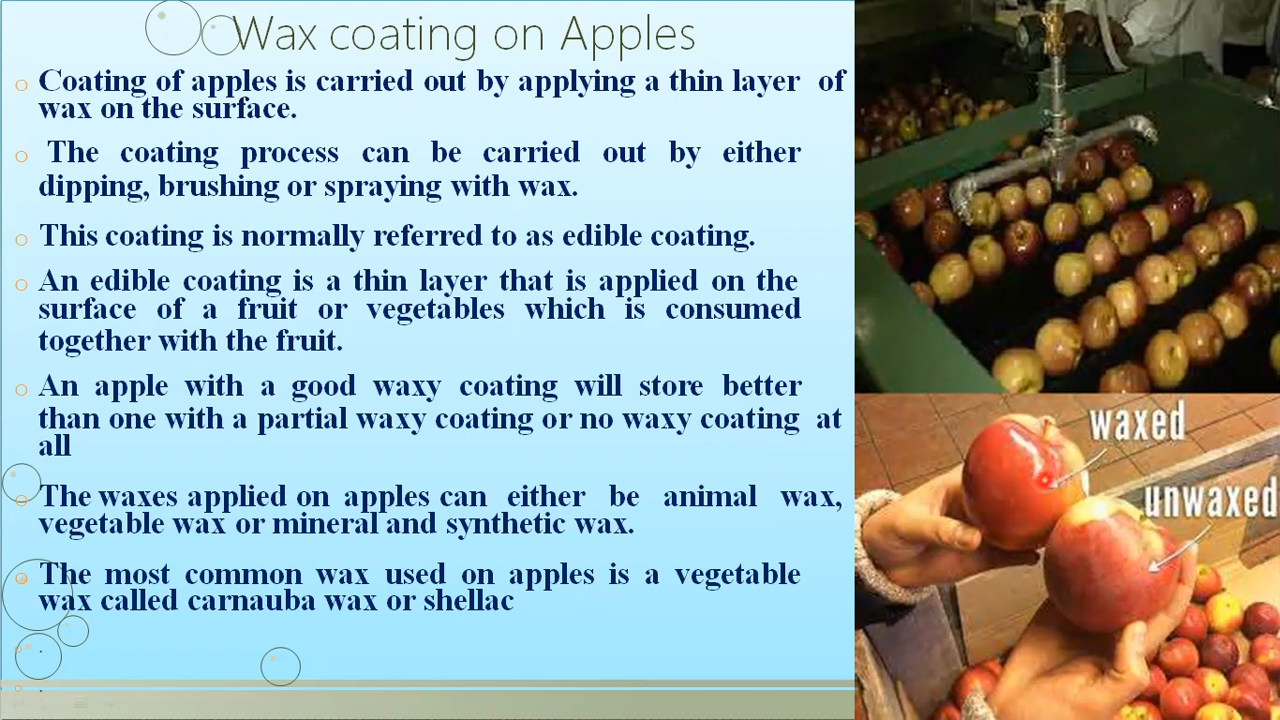 Wax coating on Apples
Coating of apples is carried out by applying a thin layer of
wax on the surface.
The coating process can be carried out by either
dipping, brushing or spraying with wax.
This coating is normally referred to as edible coating.
An edible coating is a thin layer that is applied on the
surface of a fruit or vegetables which is consumed
together with the fruit.
An apple with a good waxy coating will store better
than one with a partial waxy coating or no waxy coating at
all
The waxes applied on apples can either be animal wax,
vegetable wax or mineral and synthetic wax.
The most common wax used on apples is a vegetable
wax called carnauba wax or shellac
.
.
waxed
unwaxed